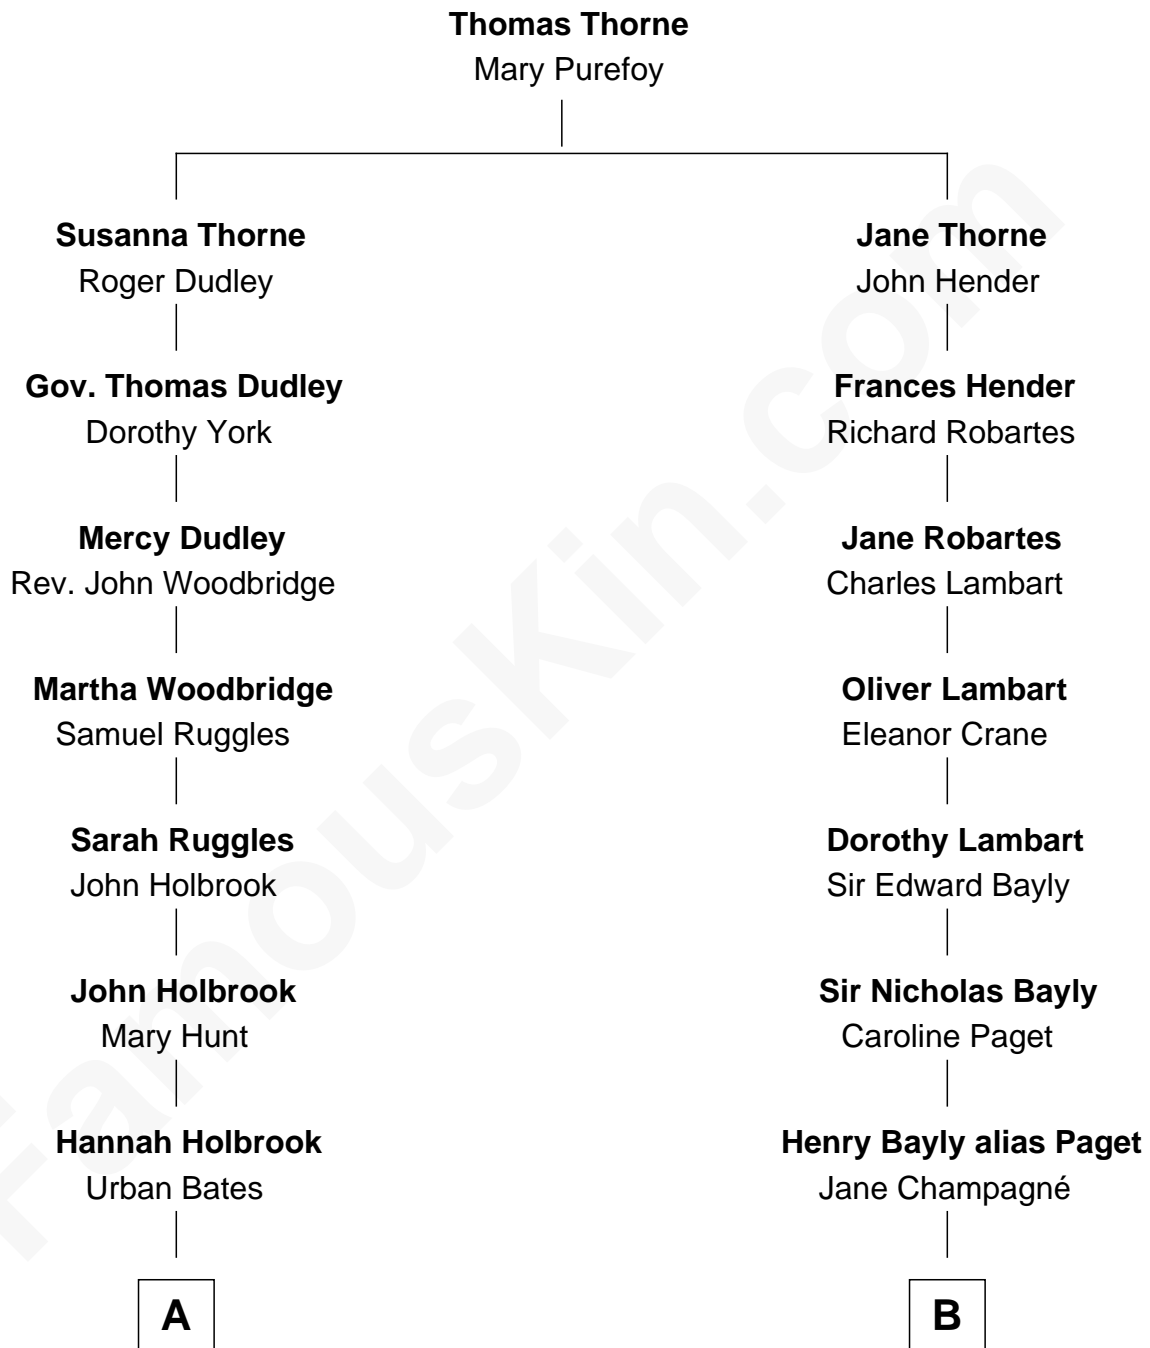 Thomas Thorne
Mary Purefoy
Susanna Thorne
Roger Dudley
Jane Thorne
John Hender
Gov. Thomas Dudley
Dorothy York
Frances Hender
Richard Robartes
Mercy Dudley
Rev. John Woodbridge
Jane Robartes
Charles Lambart
Martha Woodbridge
Samuel Ruggles
Oliver Lambart
Eleanor Crane
Sarah Ruggles
John Holbrook
Dorothy Lambart
Sir Edward Bayly
John Holbrook
Mary Hunt
Sir Nicholas Bayly
Caroline Paget
Hannah Holbrook
Urban Bates
Henry Bayly alias Paget
Jane Champagné
A
B
FamousKin.com